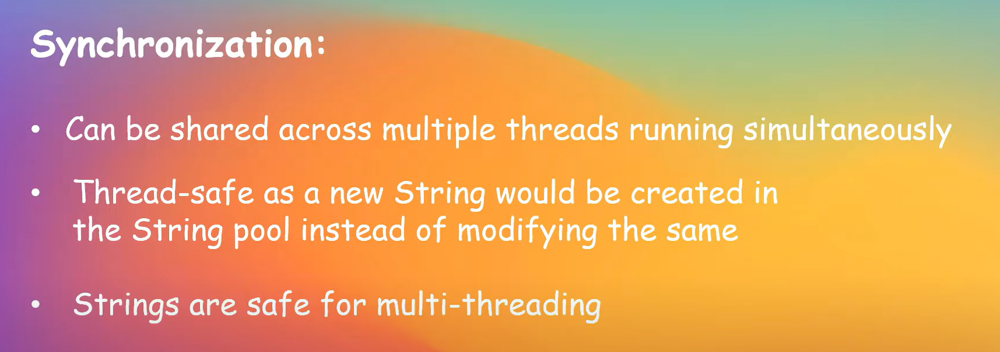 Synchronization:
• Can be shared across multiple threads running simultaneously
• Thread-safe as a new String would be created in
the String pool instead of modifying the same
• Strings are safe for multi-threading